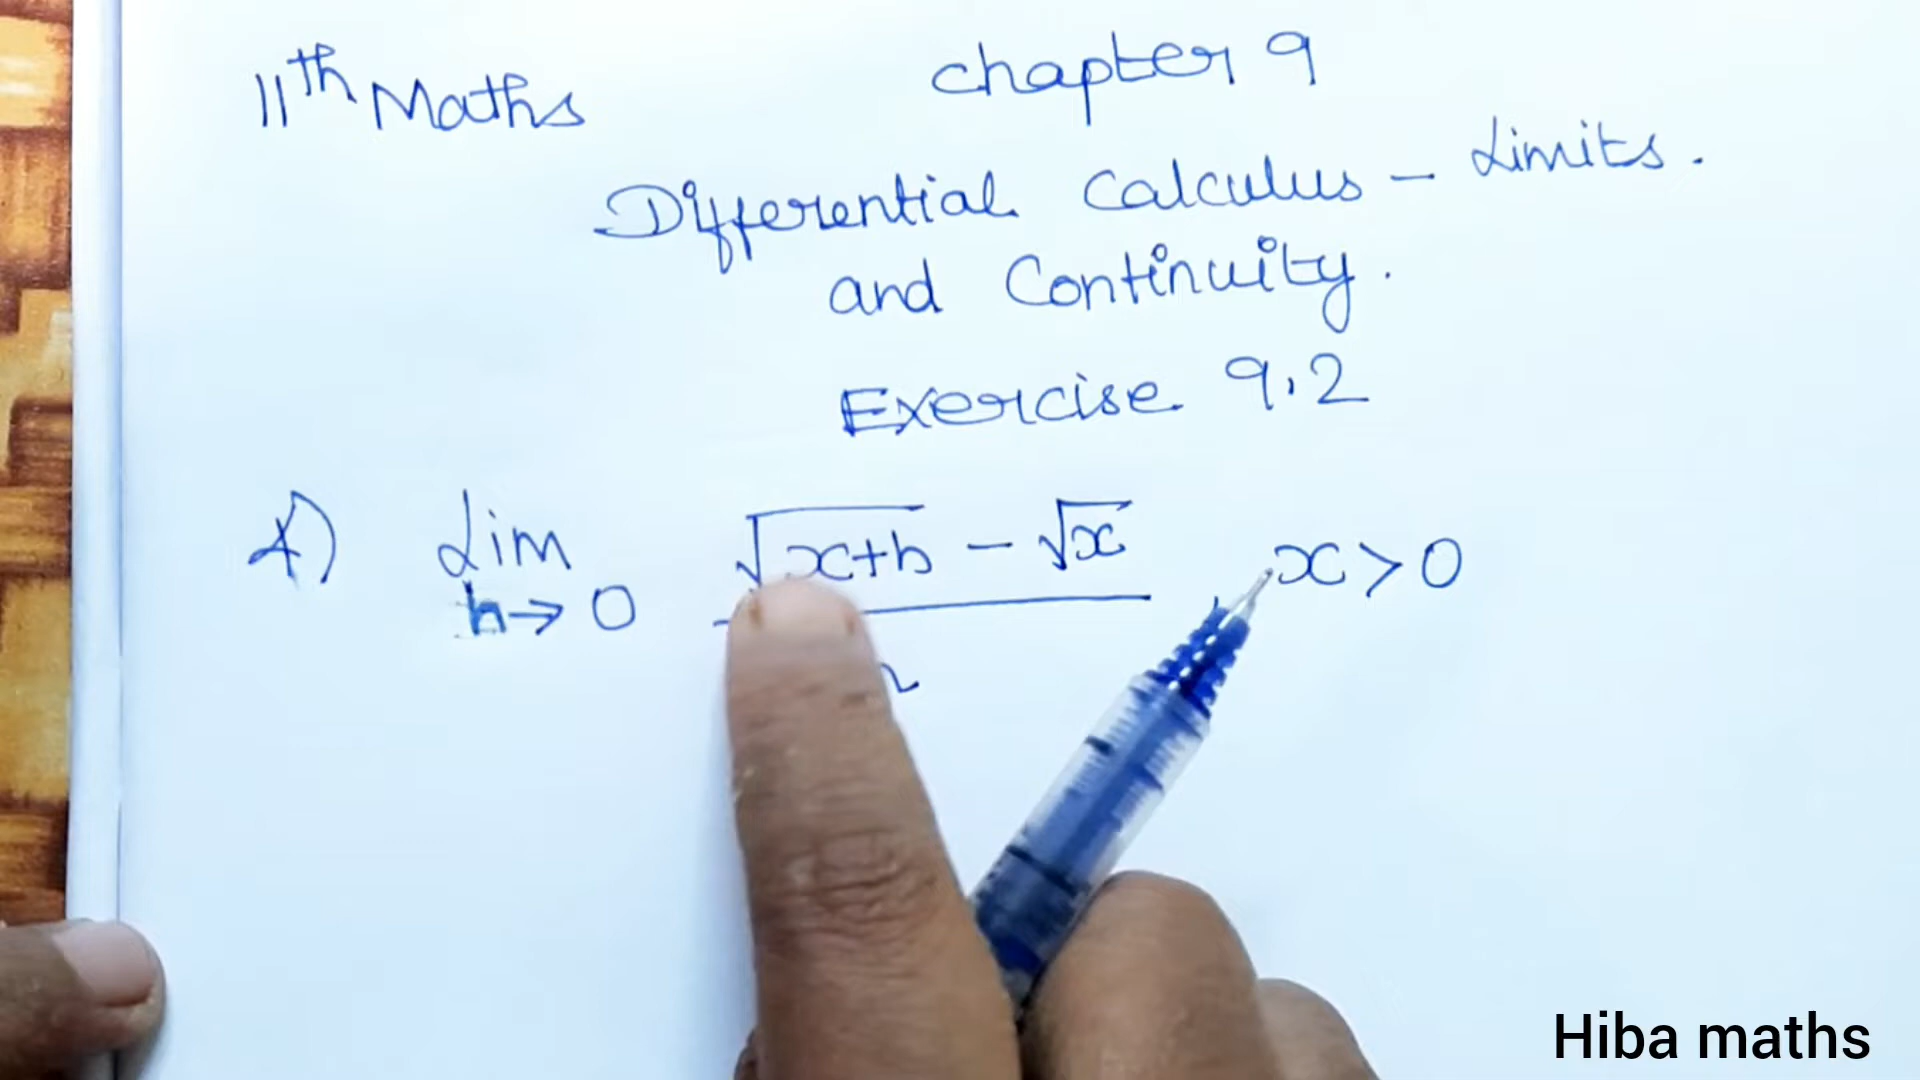 11th Maths
chapter 9
Differential Calculus - Limits.
and Continuity.
Exercise 9.2
4) Lim h→0 √x+h - √x , x>0
Hiba maths